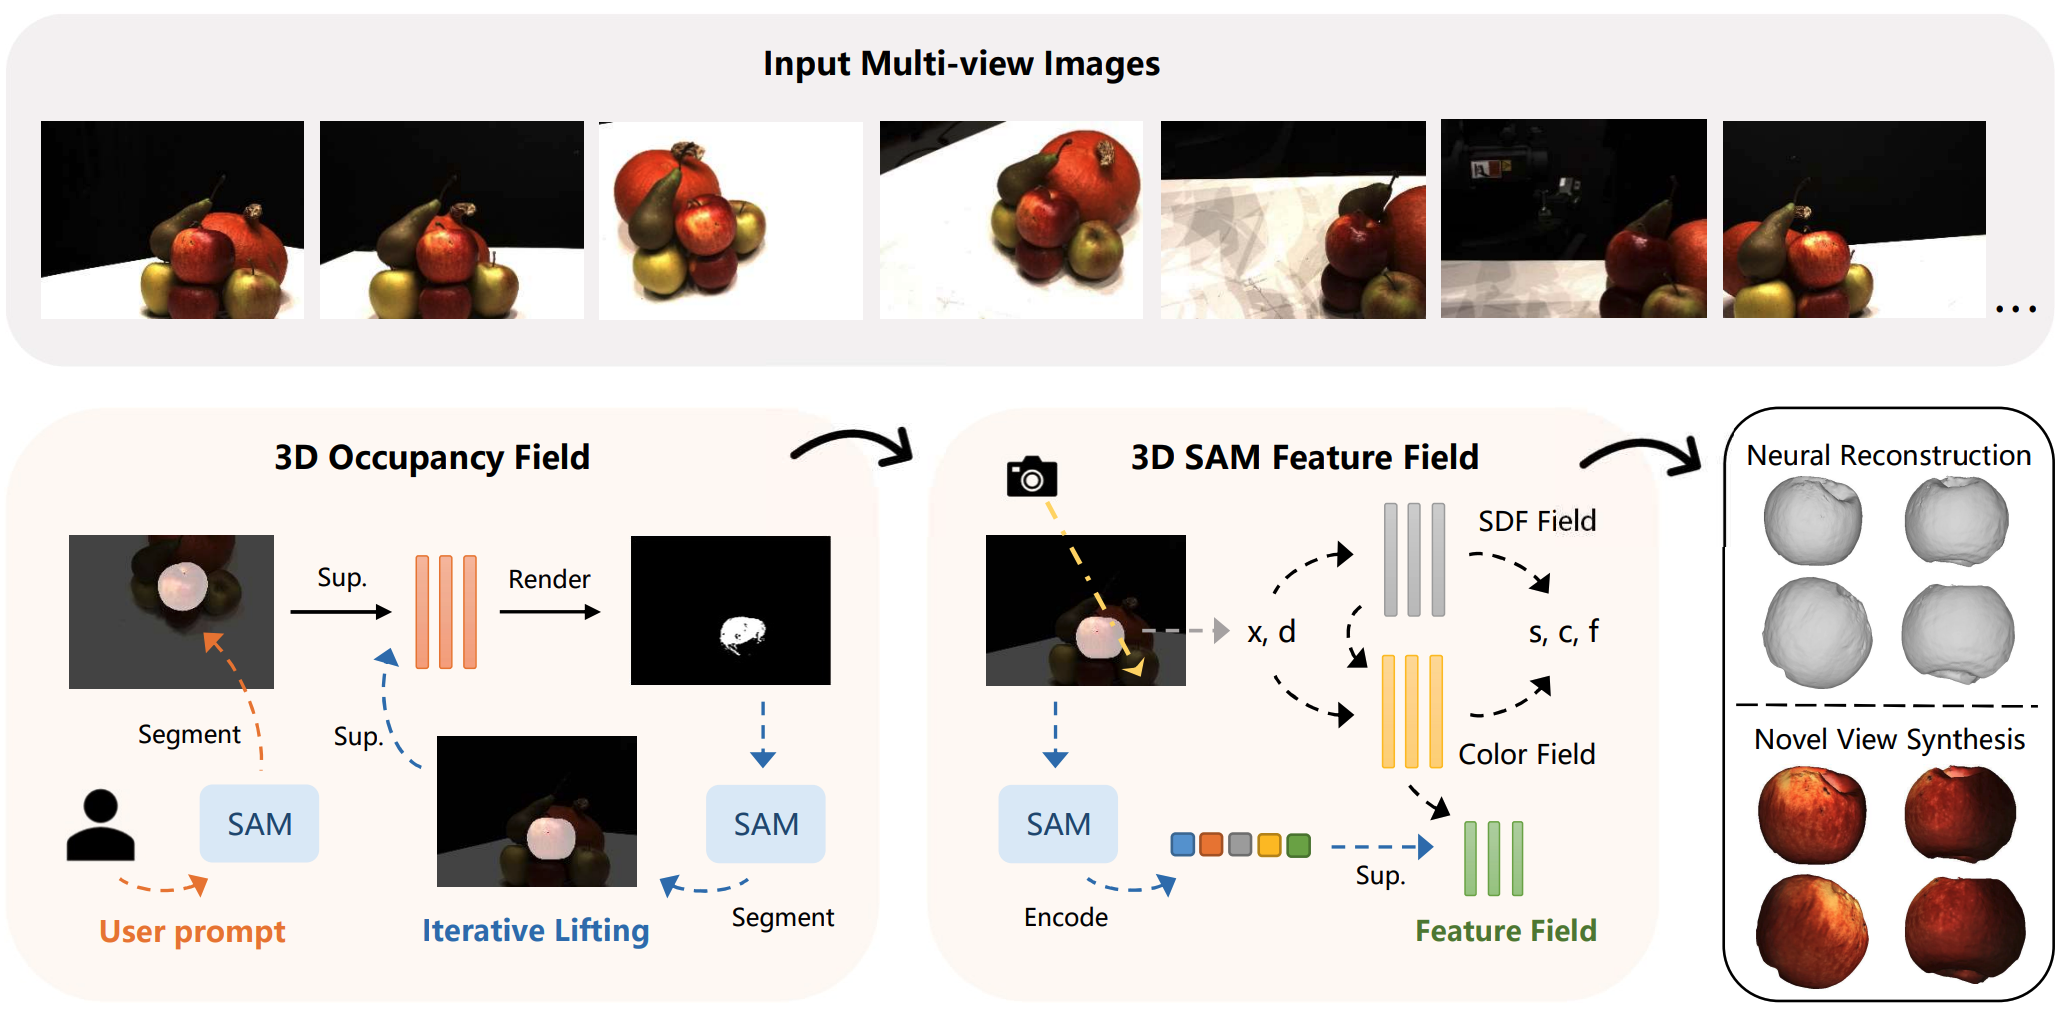 Input Multi-view Images
...
3D Occupancy Field
Sup.
Render
Segment
Sup.
SAM
SAM
User prompt
Iterative Lifting
Segment
3D SAM Feature Field
SDF Field
x, d
s, c, f
Color Field
SAM
Encode
Sup.
Feature Field
Neural Reconstruction
Novel View Synthesis